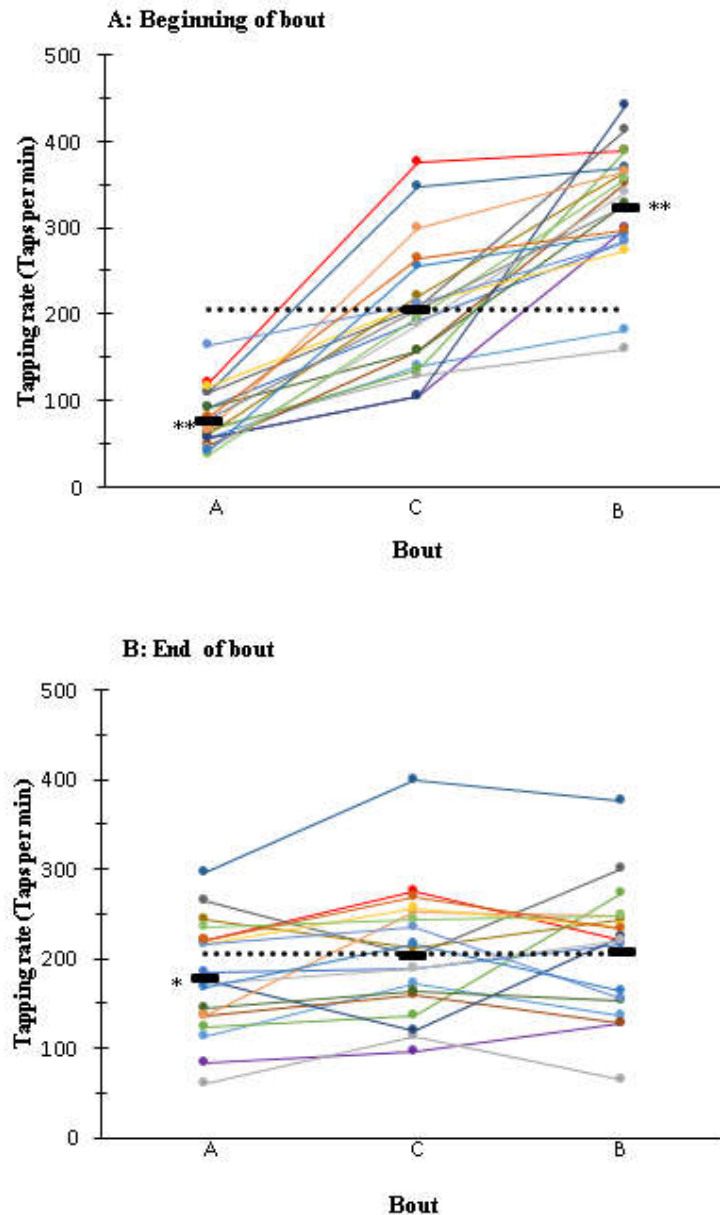 A: Beginning of bout
500
400
300
200
100
0
Tapping rate (Taps per min)
**
**
A C B
Bout
B: End of bout
500
400
300
200
100
0
Tapping rate (Taps per min)
*
A C B
Bout